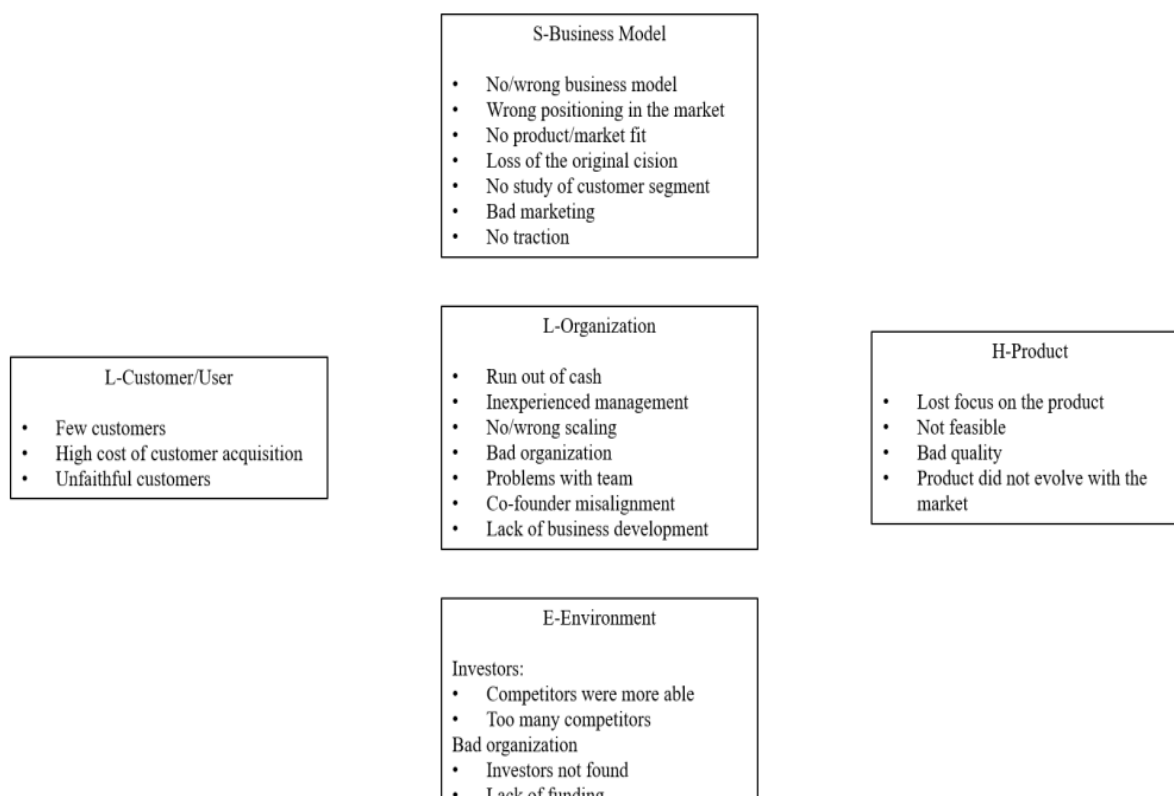 S-Business Model
• No/wrong business model
• Wrong positioning in the market
• No product/market fit
• Loss of the original cision
• No study of customer segment
• Bad marketing
• No traction
L-Customer/User
• Few customers
• High cost of customer acquisition
• Unfaithful customers
L-Organization
• Run out of cash
• Inexperienced management
• No/wrong scaling
• Bad organization
• Problems with team
• Co-founder misalignment
• Lack of business development
H-Product
• Lost focus on the product
• Not feasible
• Bad quality
• Product did not evolve with the
market
E-Environment
Investors:
• Competitors were more able
• Too many competitors
Bad organization
• Investors not found
• Lack of funding